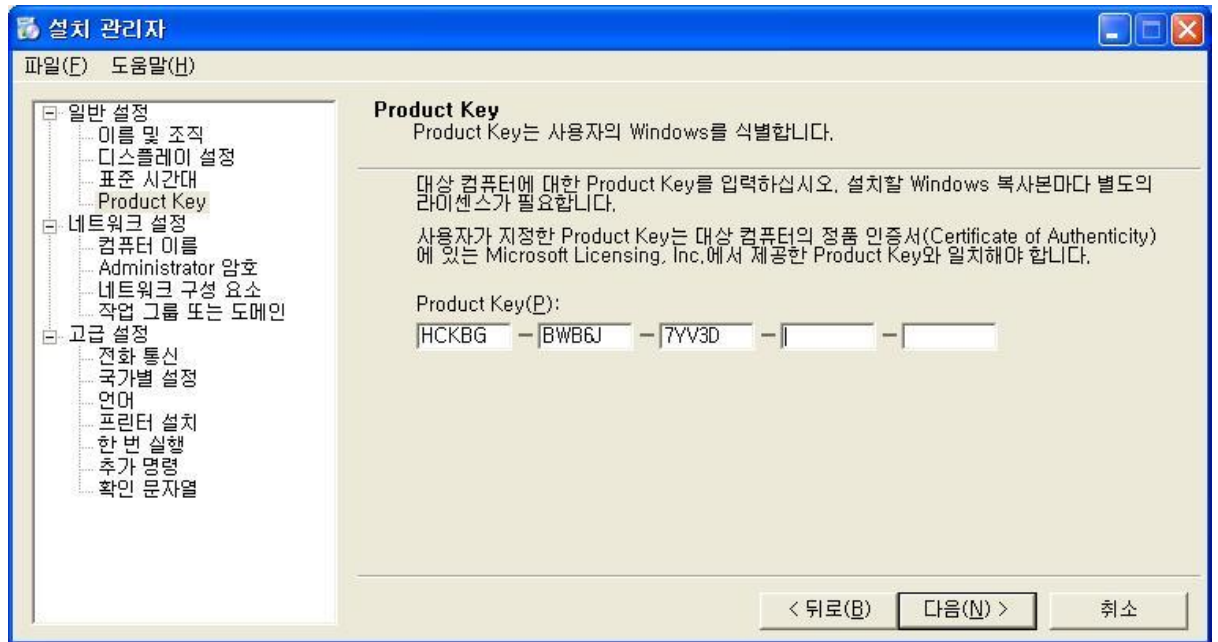 설치 관리자
파일(F) 도움말(H)
일반 설정
이름 및 조직
디스플레이 설정
표준 시간대
Product Key
네트워크 설정
컴퓨터 이름
Administrator 암호
네트워크 구성 요소
작업 그룹 또는 도메인
고급 설정
전화 통신
국가별 설정
언어
프린터 설치
한 번 실행
추가 명령
확인 문자열
Product Key
Product Key는 사용자의 Windows를 식별합니다.
대상 컴퓨터에 대한 Product Key를 입력하십시오. 설치할 Windows 복사본마다 별도의
라이센스가 필요합니다.
사용자가 지정한 Product Key는 대상 컴퓨터의 정품 인증서(Certificate of Authenticity)
에 있는 Microsoft Licensing, Inc.에서 제공한 Product Key와 일치해야 합니다.
Product Key(P):
HCKBG – BWB6J – 7YV3D – –
< 뒤로(B) 다음(N) > 취소